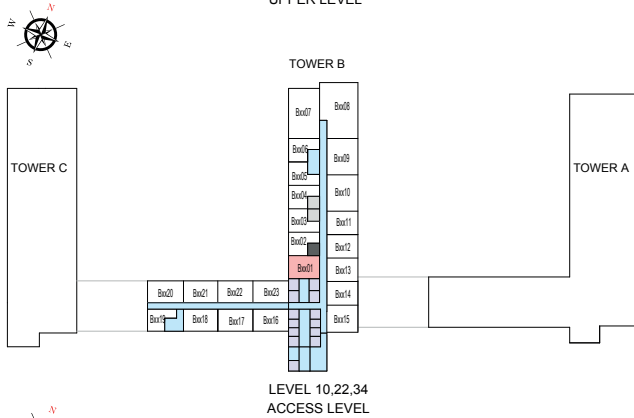 UPPER LEVEL
N
W
E
S
TOWER B
TOWER C
TOWER A
Bxx07
Bxx08
Bxx06
Bxx09
Bxx05
Bxx04
Bxx10
Bxx03
Bxx11
Bxx02
Bxx12
Bxx01
Bxx13
Bxx20
Bxx21
Bxx22
Bxx23
Bxx14
Bxx19
Bxx18
Bxx17
Bxx16
Bxx15
LEVEL 10,22,34
ACCESS LEVEL
N